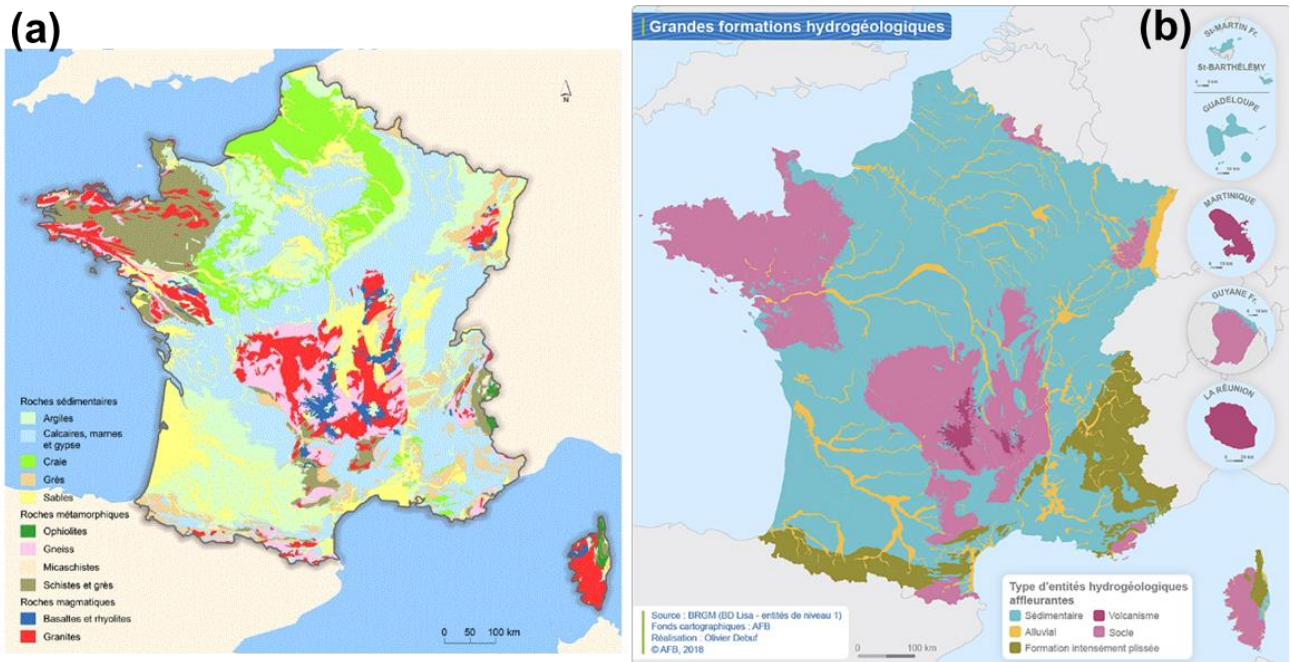 (a)
N
Roches sédimentaires
Argiles
Calcaires, marnes
et gypse
Craie
Grès
Sables
Roches métamorphiques
Ophiolites
Gneiss
Micaschistes
Schistes et grès
Roches magmatiques
Basaltes et rhyolites
Granites
0 50 100 km
Grandes formations hydrogéologiques
(b)
St-MARTIN Fr.
St-BARTHÉLÉMY
GUADELOUPE
MARTINIQUE
GUYANE Fr.
LA RÉUNION
Source : BRGM (BD Lisa - entités de niveau 1)
Fonds cartographiques : AFB
Réalisation : Olivier Debuf
© AFB, 2018
0 100 km
Type d'entités hydrogéologiques
affleurantes
Sédimentaire
Volcanisme
Alluvial
Socle
Formation intensément plissée